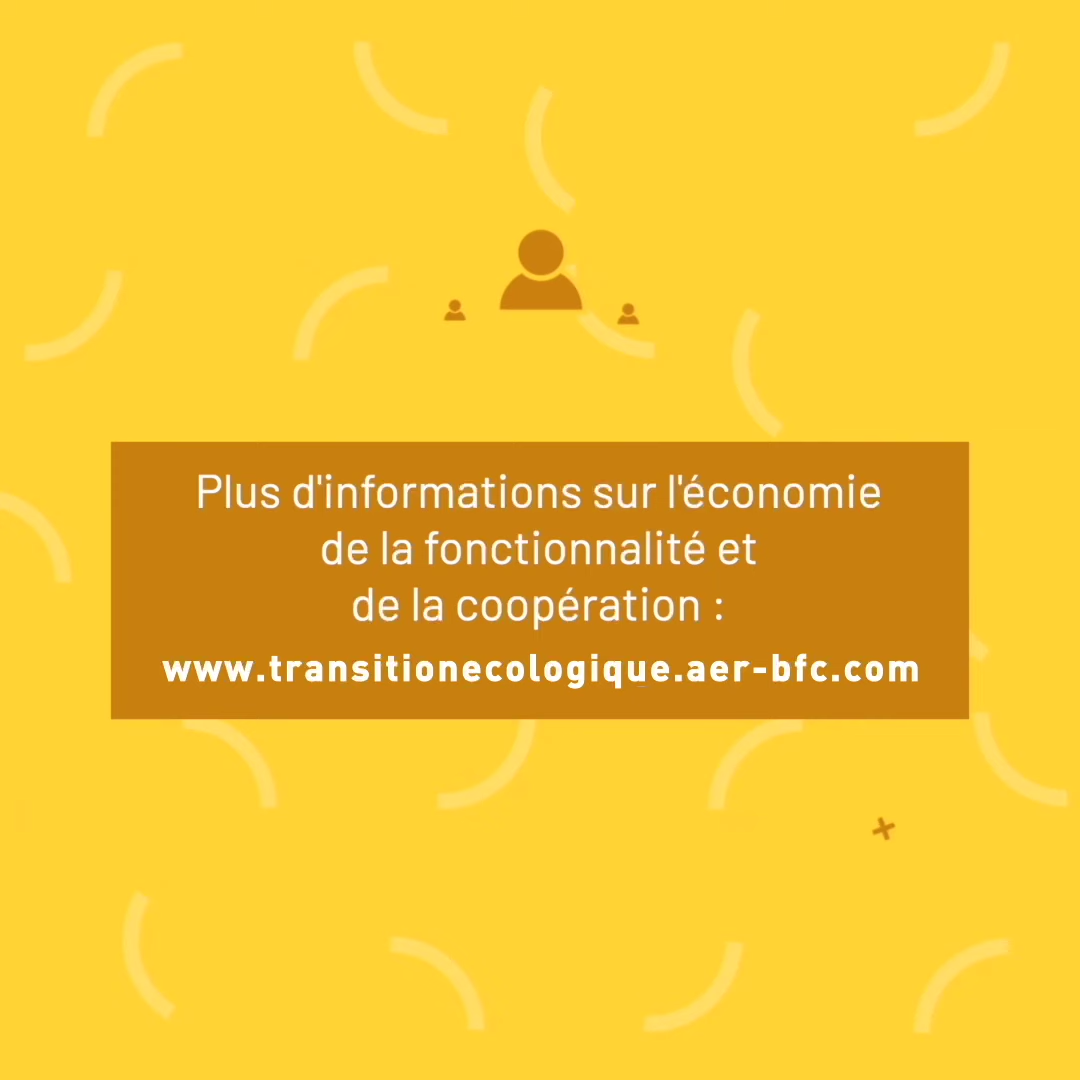 Plus d'informations sur l'économie
de la fonctionnalité et
de la coopération :
www.transitionecologique.aer-bfc.com